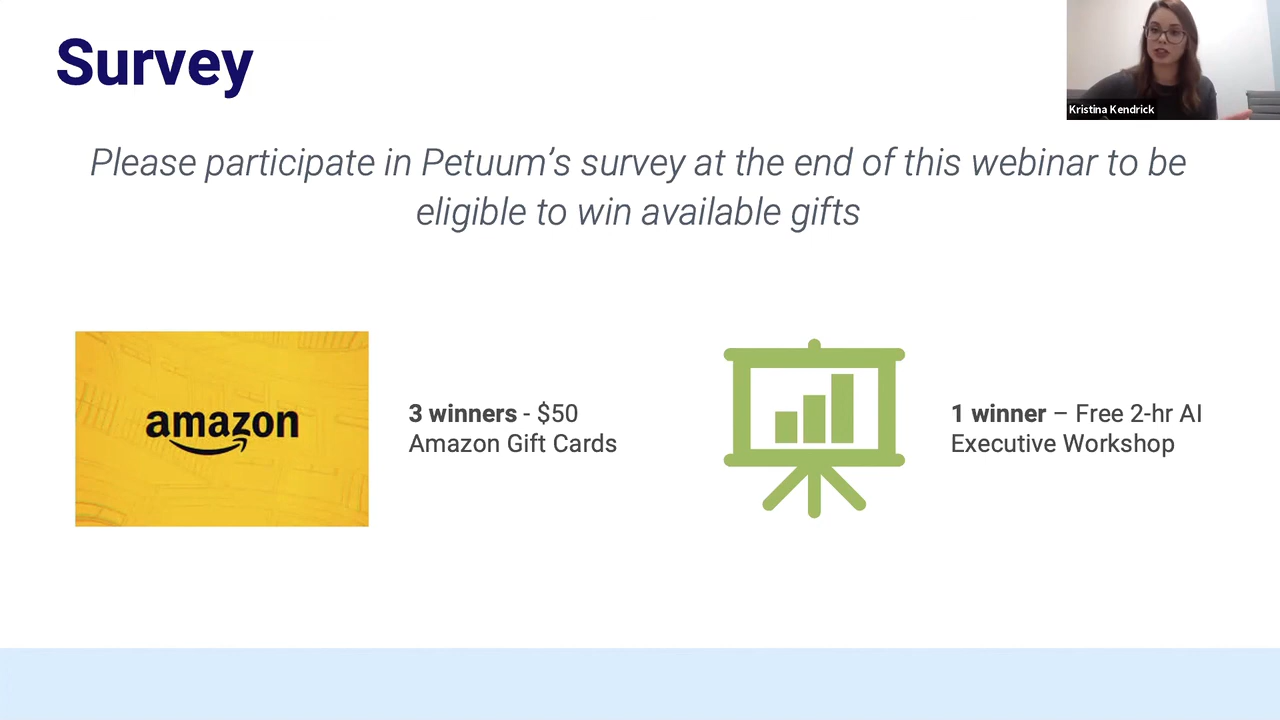 Survey
Kristina Kendrick
Please participate in Petuum’s survey at the end of this webinar to be
eligible to win available gifts
amazon
3 winners - $50
Amazon Gift Cards
1 winner – Free 2-hr AI
Executive Workshop